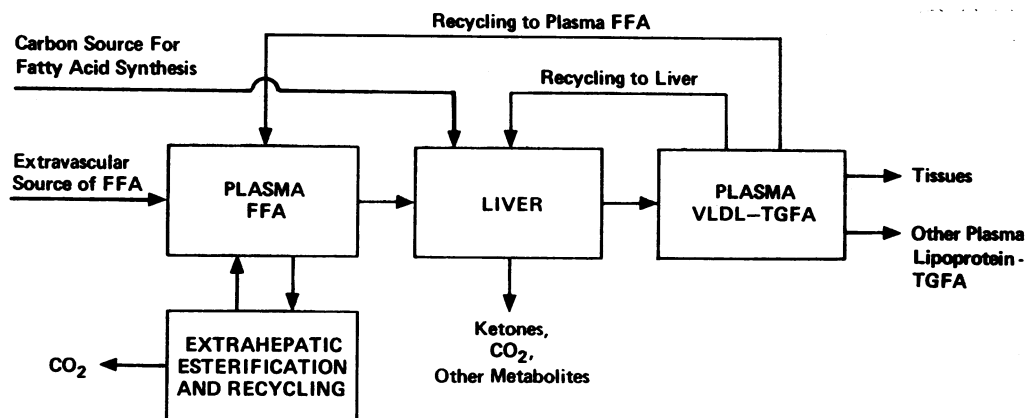 Recycling to Plasma FFA
Carbon Source For
Fatty Acid Synthesis
Recycling to Liver
Extravascular
Source of FFA
PLASMA
FFA
LIVER
PLASMA
VLDL–TGFA
Tissues
Other Plasma
Lipoprotein-
TGFA
EXTRAHEPATIC
ESTERIFICATION
AND RECYCLING
CO2
Ketones,
CO2,
Other Metabolites